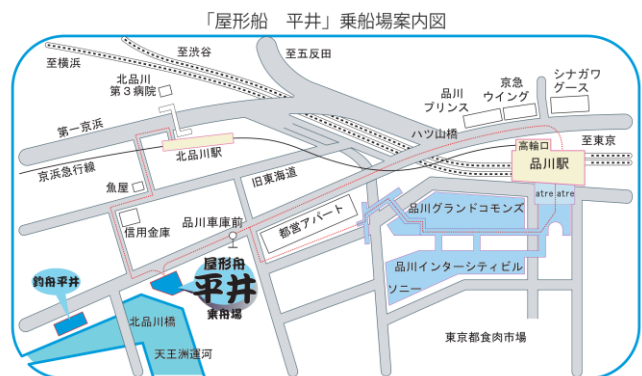 「屋形船　平井」乗船場案内図
至渋谷
至横浜
至五反田
北品川
第３病院
品川
プリンス
京急
ウイング
シナガワ
グース
第一京浜
八ツ山橋
高輪口
至東京
京浜急行線
北品川駅
品川駅
旧東海道
魚屋
atre
atre
品川車庫前
都営アパート
品川グランドコモンズ
信用金庫
屋形舟
平井
乗舟場
品川インターシティビル
ソニー
釣舟平井
北品川橋
天王洲運河
東京都食肉市場